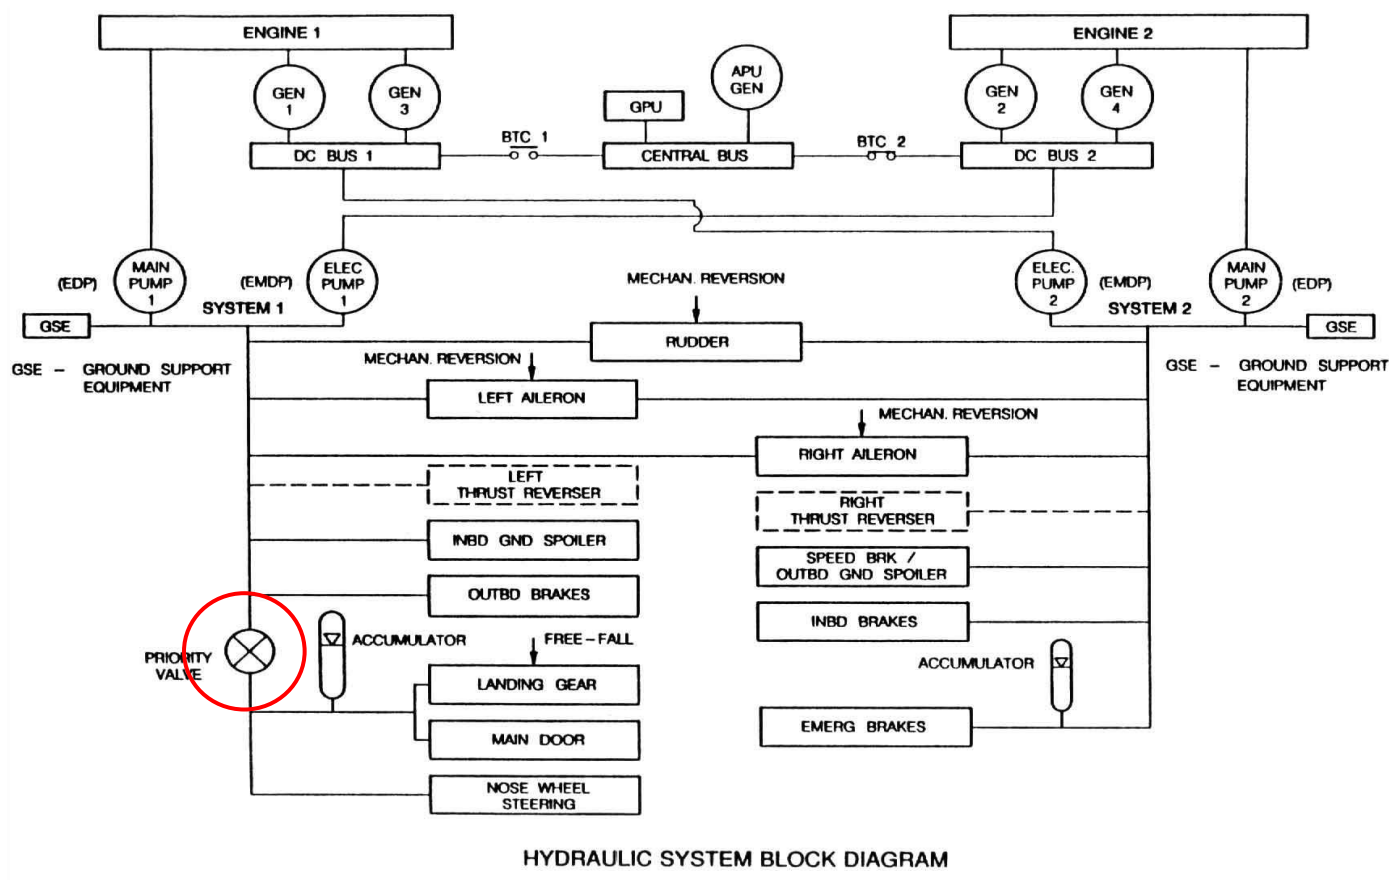 ENGINE 1
ENGINE 2
GEN
1
GEN
3
GPU
APU
GEN
GEN
2
GEN
4
BTC 1
BTC 2
DC BUS 1
CENTRAL BUS
DC BUS 2
MAIN
PUMP
1
(EDP)
(EMDP)
ELEC
PUMP
1
SYSTEM 1
MECHAN. REVERSION
ELEC.
PUMP
2
(EMDP)
SYSTEM 2
MAIN
PUMP
2
(EDP)
GSE
GSE
GSE – GROUND SUPPORT
EQUIPMENT
GSE – GROUND SUPPORT
EQUIPMENT
RUDDER
MECHAN. REVERSION
LEFT AILERON
MECHAN. REVERSION
RIGHT AILERON
LEFT
THRUST REVERSER
RIGHT
THRUST REVERSER
INBD GND SPOILER
SPEED BRK /
OUTBD GND SPOILER
OUTBD BRAKES
INBD BRAKES
PRIORITY
VALVE
ACCUMULATOR
FREE – FALL
LANDING GEAR
ACCUMULATOR
MAIN DOOR
EMERG BRAKES
NOSE WHEEL
STEERING
HYDRAULIC SYSTEM BLOCK DIAGRAM